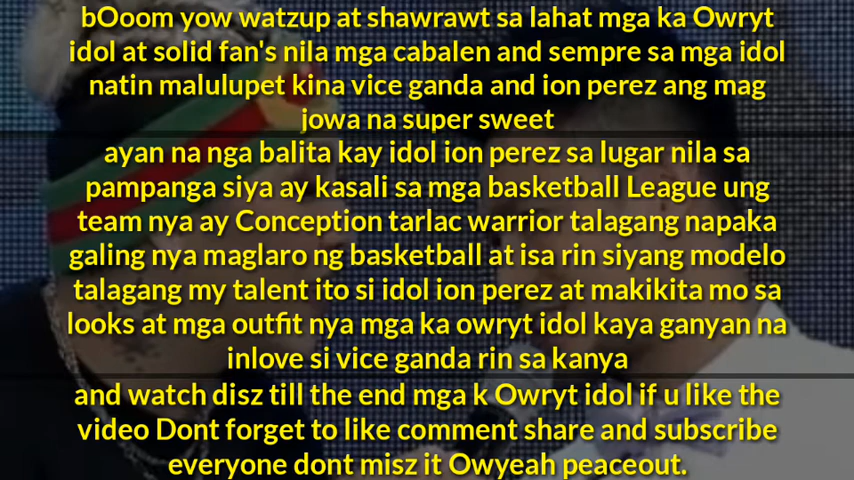 bOoom yow watzup at shawrawt sa lahat mga ka Owryt
idol at solid fan's nila mga cabalen and sempre sa mga idol
natin malulupet kina vice ganda and ion perez ang mag
jowa na super sweet
ayan na nga balita kay idol ion perez sa lugar nila sa
pampanga siya ay kasali sa mga basketball League ung
team nya ay Conception tarlac warrior talagang napaka
galing nya maglaro ng basketball at isa rin siyang modelo
talagang my talent ito si idol ion perez at makikita mo sa
looks at mga outfit nya mga ka owryt idol kaya ganyan na
inlove si vice ganda rin sa kanya
and watch disz till the end mga k Owryt idol if u like the
video Dont forget to like comment share and subscribe
everyone dont misz it Owyeah peaceout.